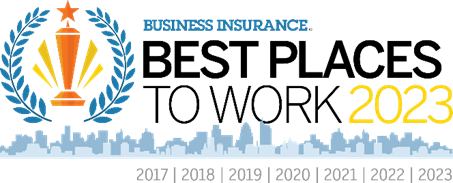 BUSINESS INSURANCE®
BEST PLACES
TO WORK 2023
2017 | 2018 | 2019 | 2020 | 2021 | 2022 | 2023